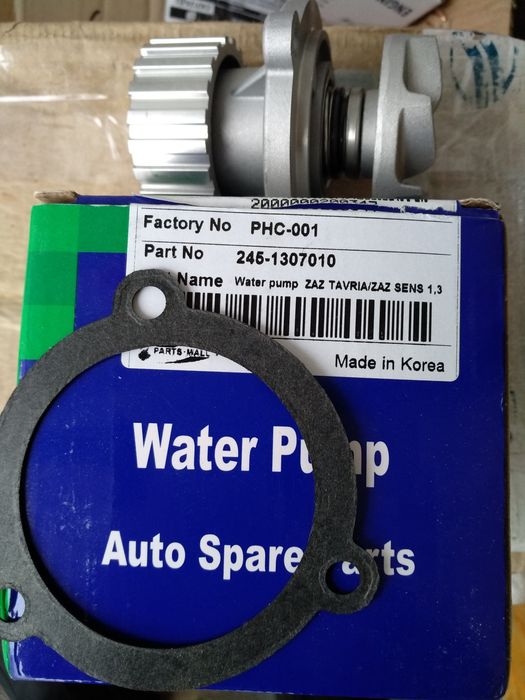 Factory No PHC-001
Part No 245-1307010
Name Water pump ZAZ TAVRIA/ZAZ SENS 1,3
PARTS-MALL
Made in Korea
Water
Auto Spare